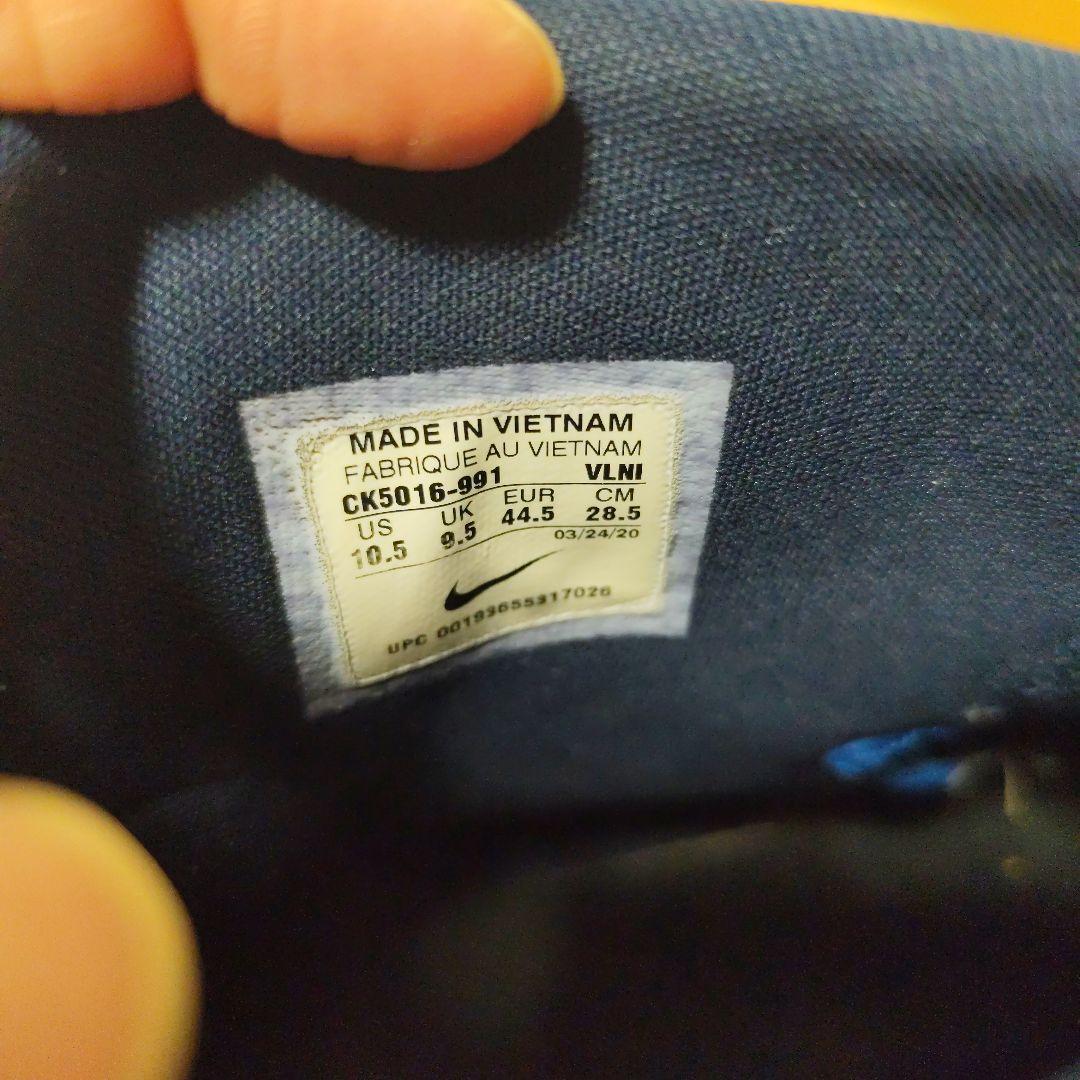 MADE IN VIETNAM
FABRIQUE AU VIETNAM
CK5016-991 VLNI
US UK EUR CM
10.5 9.5 44.5 28.5
03/24/20
UPC 00193655317026